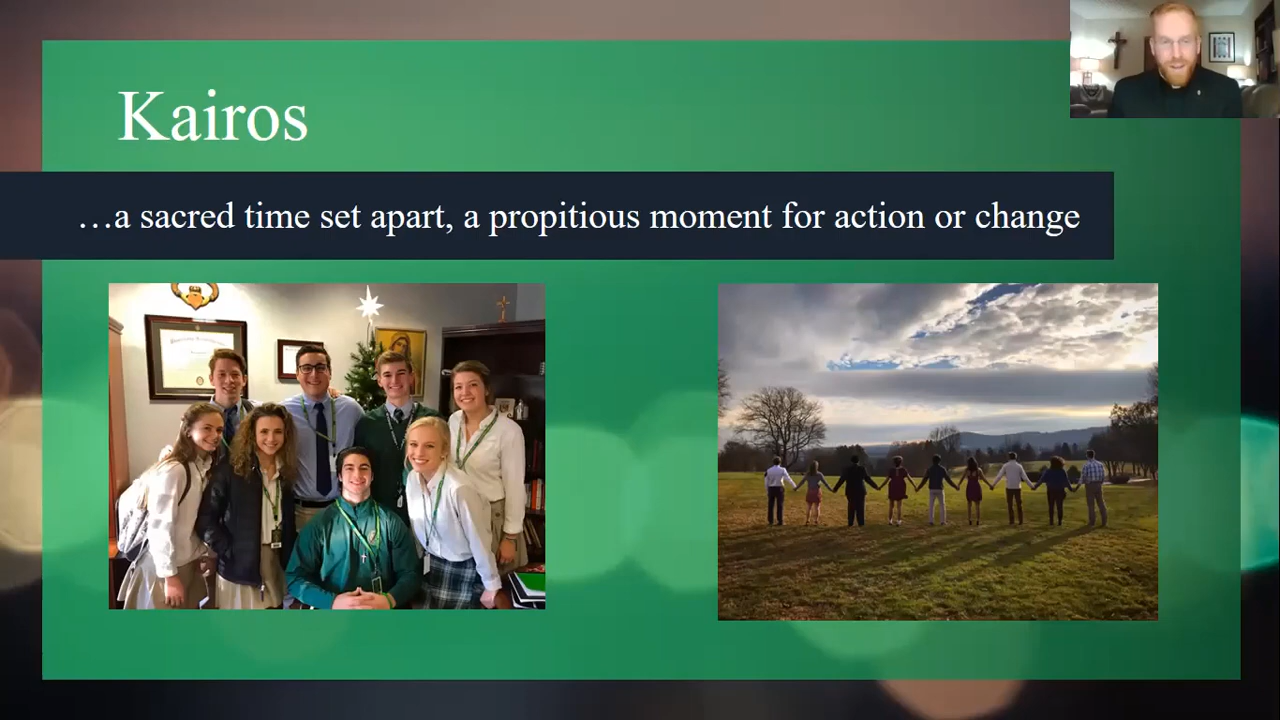 Kairos
…a sacred time set apart, a propitious moment for action or change